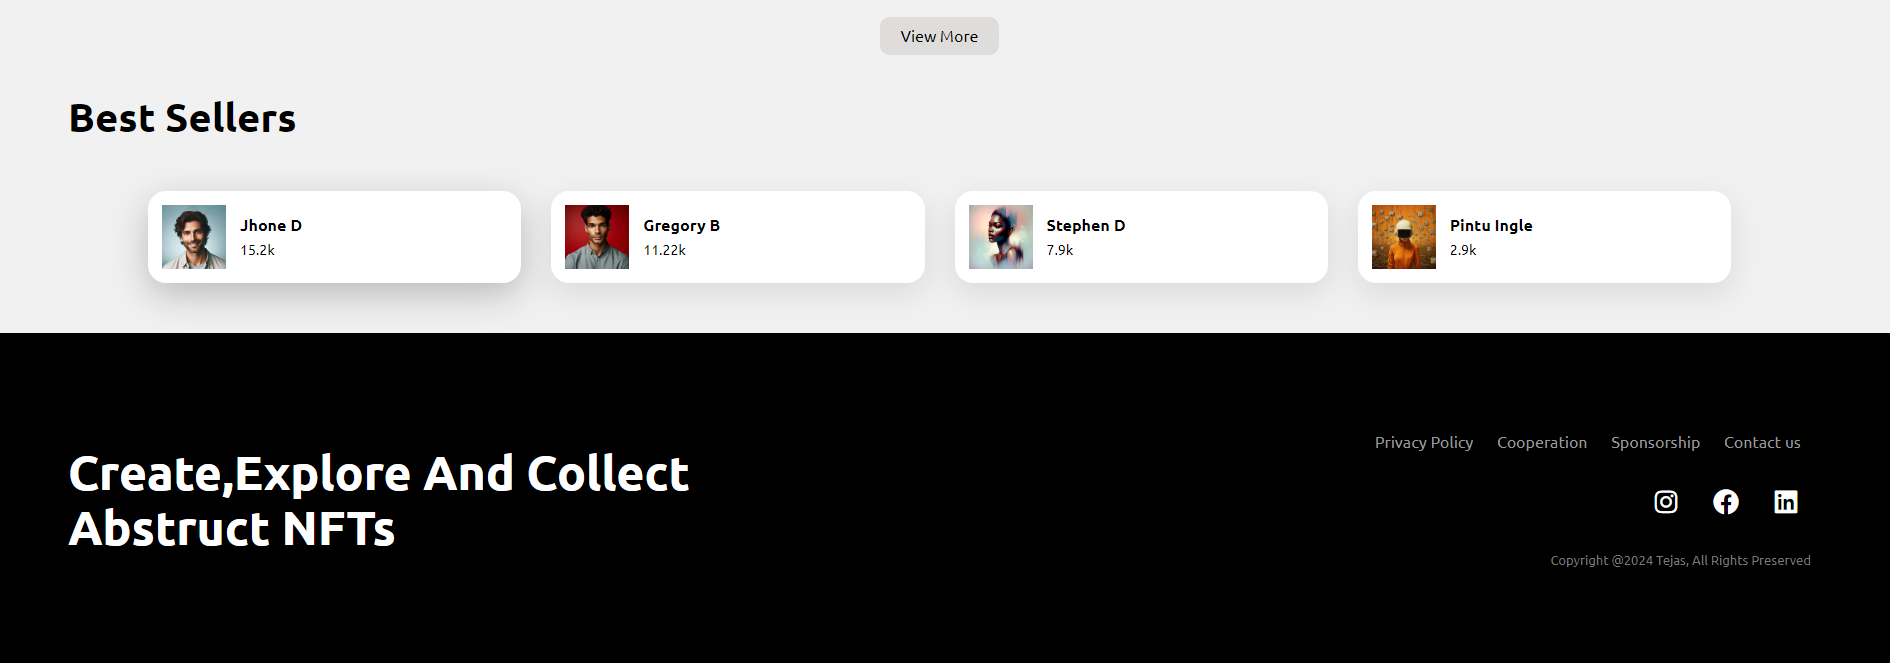 View More
Best Sellers
Jhone D
15.2k
Gregory B
11.22k
Stephen D
7.9k
Pintu Ingle
2.9k
Create,Explore And Collect
Abstruct NFTs
Privacy Policy Cooperation Sponsorship Contact us
Copyright @2024 Tejas, All Rights Preserved